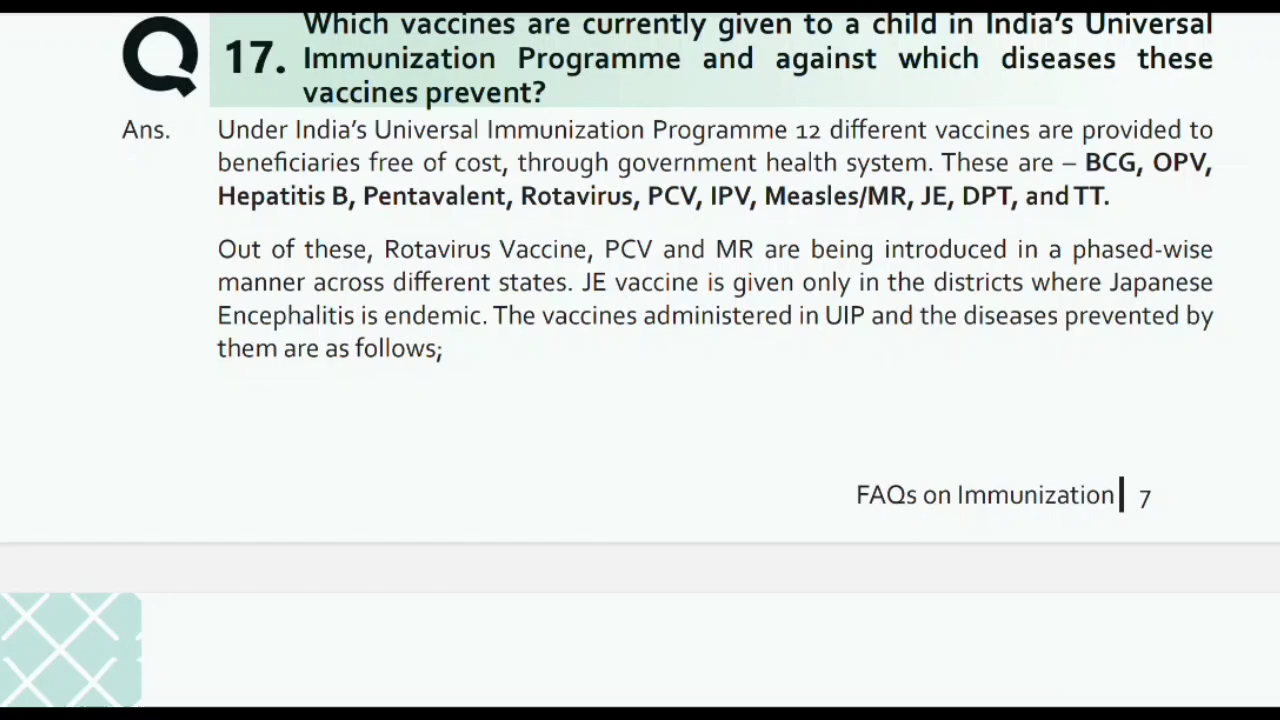 Which vaccines are currently given to a child in India's Universal
Q 17. Immunization Programme and against which diseases these
vaccines prevent?
Ans. Under India's Universal Immunization Programme 12 different vaccines are provided to
beneficiaries free of cost, through government health system. These are – BCG, OPV,
Hepatitis B, Pentavalent, Rotavirus, PCV, IPV, Measles/MR, JE, DPT, and TT.
Out of these, Rotavirus Vaccine, PCV and MR are being introduced in a phased-wise
manner across different states. JE vaccine is given only in the districts where Japanese
Encephalitis is endemic. The vaccines administered in UIP and the diseases prevented by
them are as follows;
FAQs on Immunization | 7